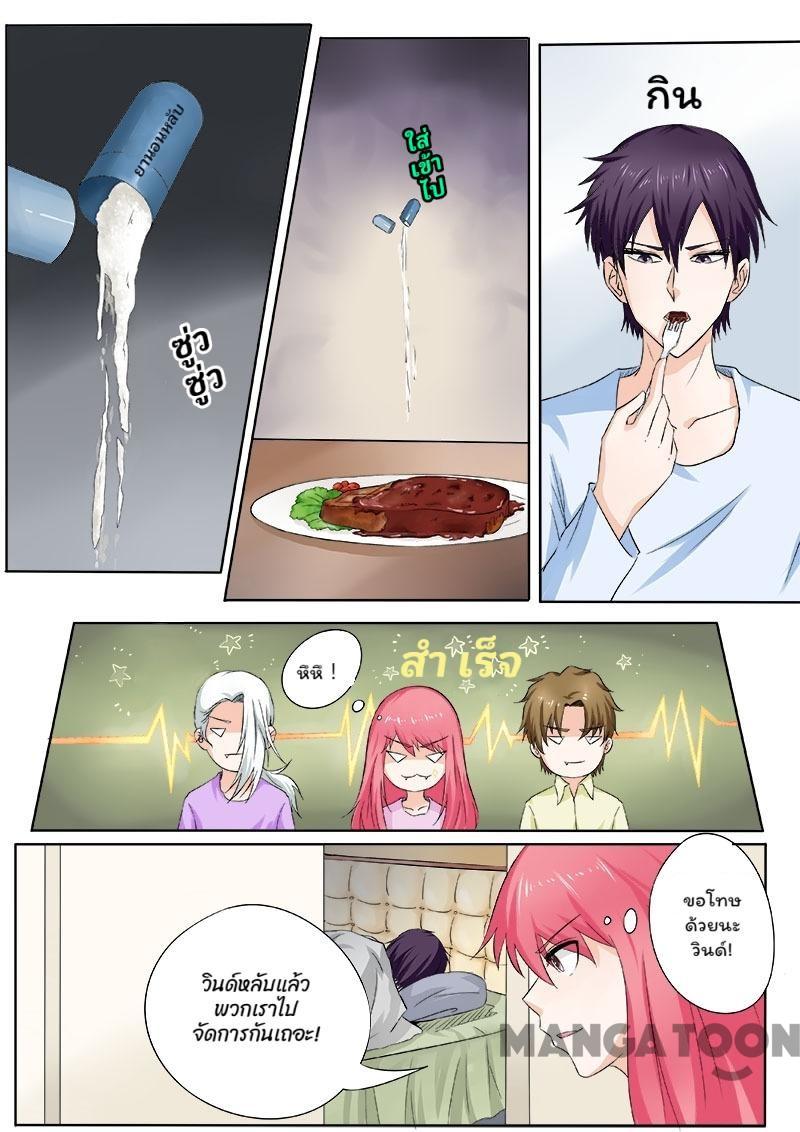 ยานอนหลับ
ซู่ว
ซู่ว
ใส่
เข้า
ไป
กิน
หึหึ !
สำเร็จ
วินด์หลับแล้ว
พวกเราไป
จัดการกันเถอะ!
ขอโทษ
ด้วยนะ
วินด์!
MANGATOON